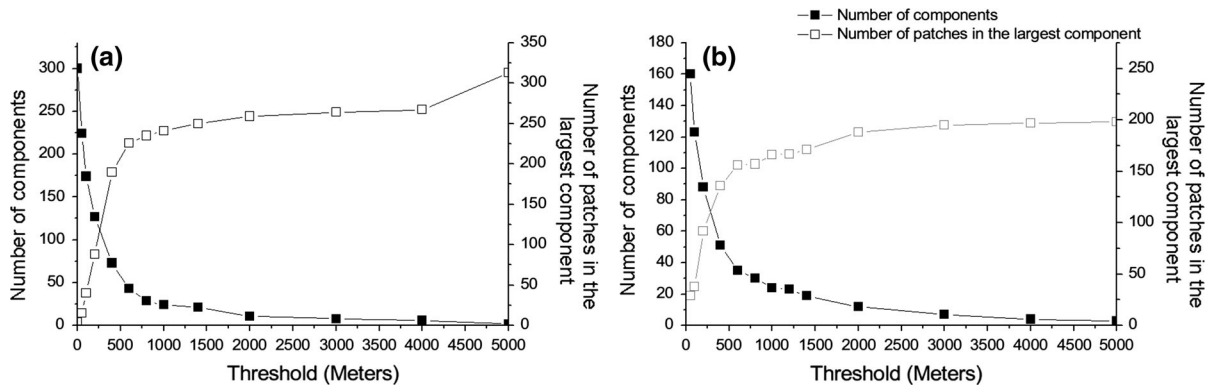 Number of components
Number of patches in the largest component
(a)
Number of components
300
250
200
150
100
50
0
350
300
250
200
150
100
50
0
Number of patches in the
largest component
0 500 1000 1500 2000 2500 3000 3500 4000 4500 5000
Threshold (Meters)
(b)
Number of components
180
160
140
120
100
80
60
40
20
0
250
200
150
100
50
0
Number of patches in the
largest component
0 500 1000 1500 2000 2500 3000 3500 4000 4500 5000
Threshold (Meters)